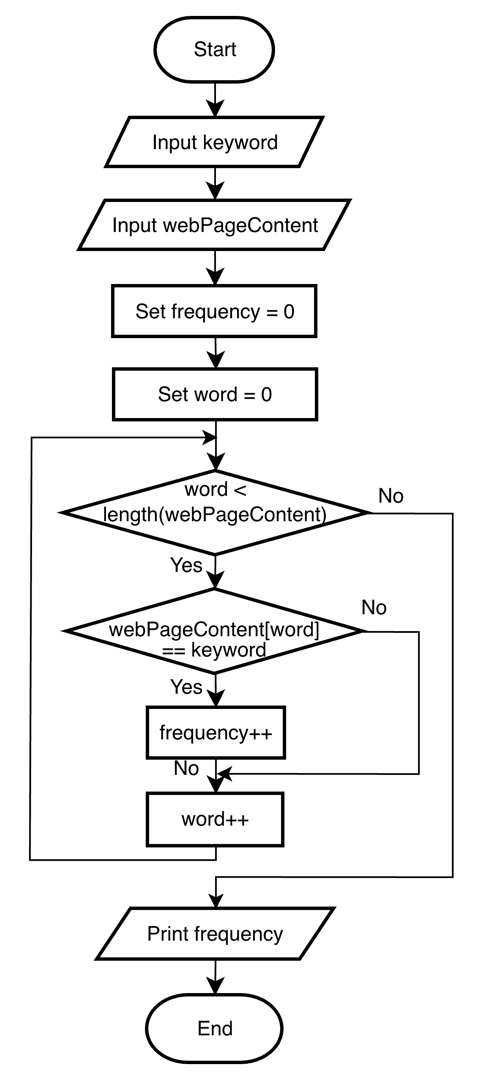 Start
Input keyword
Input webPageContent
Set frequency = 0
Set word = 0
word <
length(webPageContent)
No
Yes
webPageContent[word]
== keyword
No
Yes
frequency++
No
word++
Print frequency
End